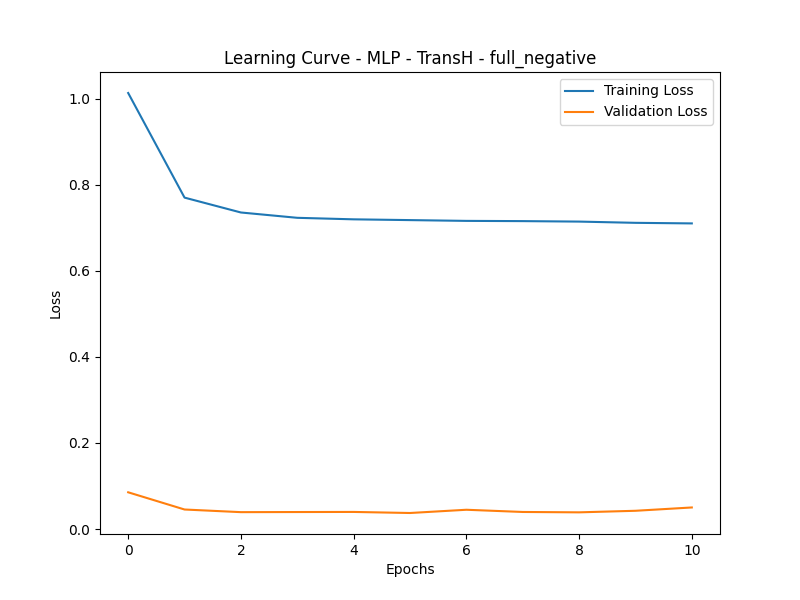 Learning Curve - MLP - TransH - full_negative
Training Loss
Validation Loss
Loss
1.0
0.8
0.6
0.4
0.2
0.0
0 2 4 6 8 10
Epochs